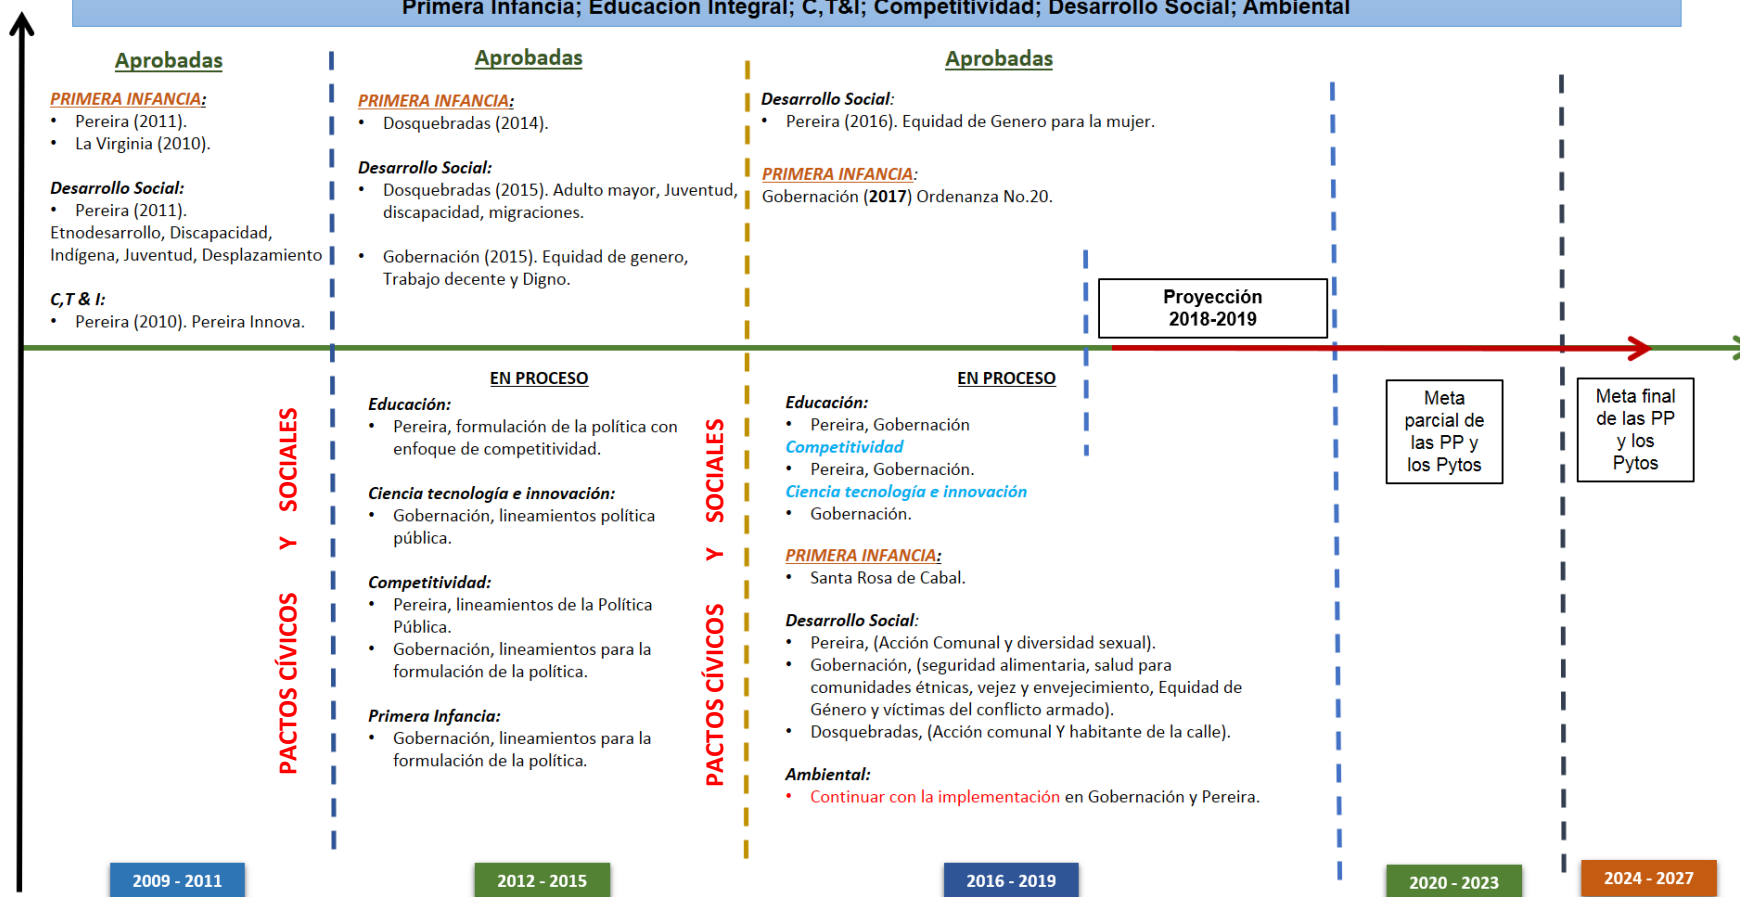 Primera Infancia; Educación Integral; C,T&I; Competitividad; Desarrollo Social; Ambiental
Aprobadas
PRIMERA INFANCIA:
• Pereira (2011).
• La Virginia (2010).
Desarrollo Social:
• Pereira (2011).
Etnodesarrollo, Discapacidad,
Indígena, Juventud, Desplazamiento
C,T & I:
• Pereira (2010). Pereira Innova.
Aprobadas
PRIMERA INFANCIA:
• Dosquebradas (2014).
Desarrollo Social:
• Dosquebradas (2015). Adulto mayor, Juventud,
discapacidad, migraciones.
• Gobernación (2015). Equidad de genero,
Trabajo decente y Digno.
Aprobadas
Desarrollo Social:
• Pereira (2016). Equidad de Genero para la mujer.
PRIMERA INFANCIA:
Gobernación (2017) Ordenanza No.20.
Proyección
2018-2019
PACTOS CÍVICOS Y SOCIALES
EN PROCESO
Educación:
• Pereira, formulación de la política con
enfoque de competitividad.
Ciencia tecnología e innovación:
• Gobernación, lineamientos política
pública.
Competitividad:
• Pereira, lineamientos de la Política
Pública.
• Gobernación, lineamientos para la
formulación de la política.
Primera Infancia:
• Gobernación, lineamientos para la
formulación de la política.
PACTOS CÍVICOS Y SOCIALES
EN PROCESO
Educación:
• Pereira, Gobernación
Competitividad
• Pereira, Gobernación.
Ciencia tecnología e innovación
• Gobernación.
PRIMERA INFANCIA:
• Santa Rosa de Cabal.
Desarrollo Social:
• Pereira, (Acción Comunal y diversidad sexual).
• Gobernación, (seguridad alimentaria, salud para
comunidades étnicas, vejez y envejecimiento, Equidad de
Género y víctimas del conflicto armado).
• Dosquebradas, (Acción comunal Y habitante de la calle).
Ambiental:
• Continuar con la implementación en Gobernación y Pereira.
Meta
parcial de
las PP y
los Pytos
Meta final
de las PP
y los
Pytos
2009 - 2011
2012 - 2015
2016 - 2019
2020 - 2023
2024 - 2027